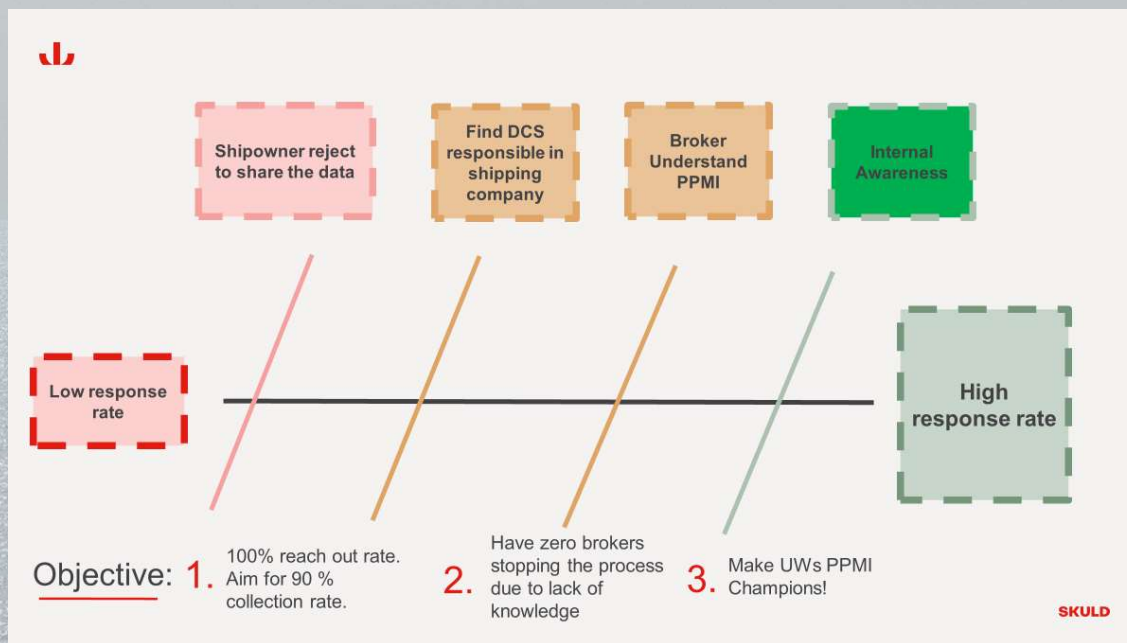 Shipowner reject
to share the data
Find DCS
responsible in
shipping
company
Broker
Understand
PPMI
Internal
Awareness
Low response
rate
High
response rate
Objective:
1.
100% reach out rate.
Aim for 90 %
collection rate.
2.
Have zero brokers
stopping the process
due to lack of
knowledge
3.
Make UWs PPMI
Champions!
SKULD